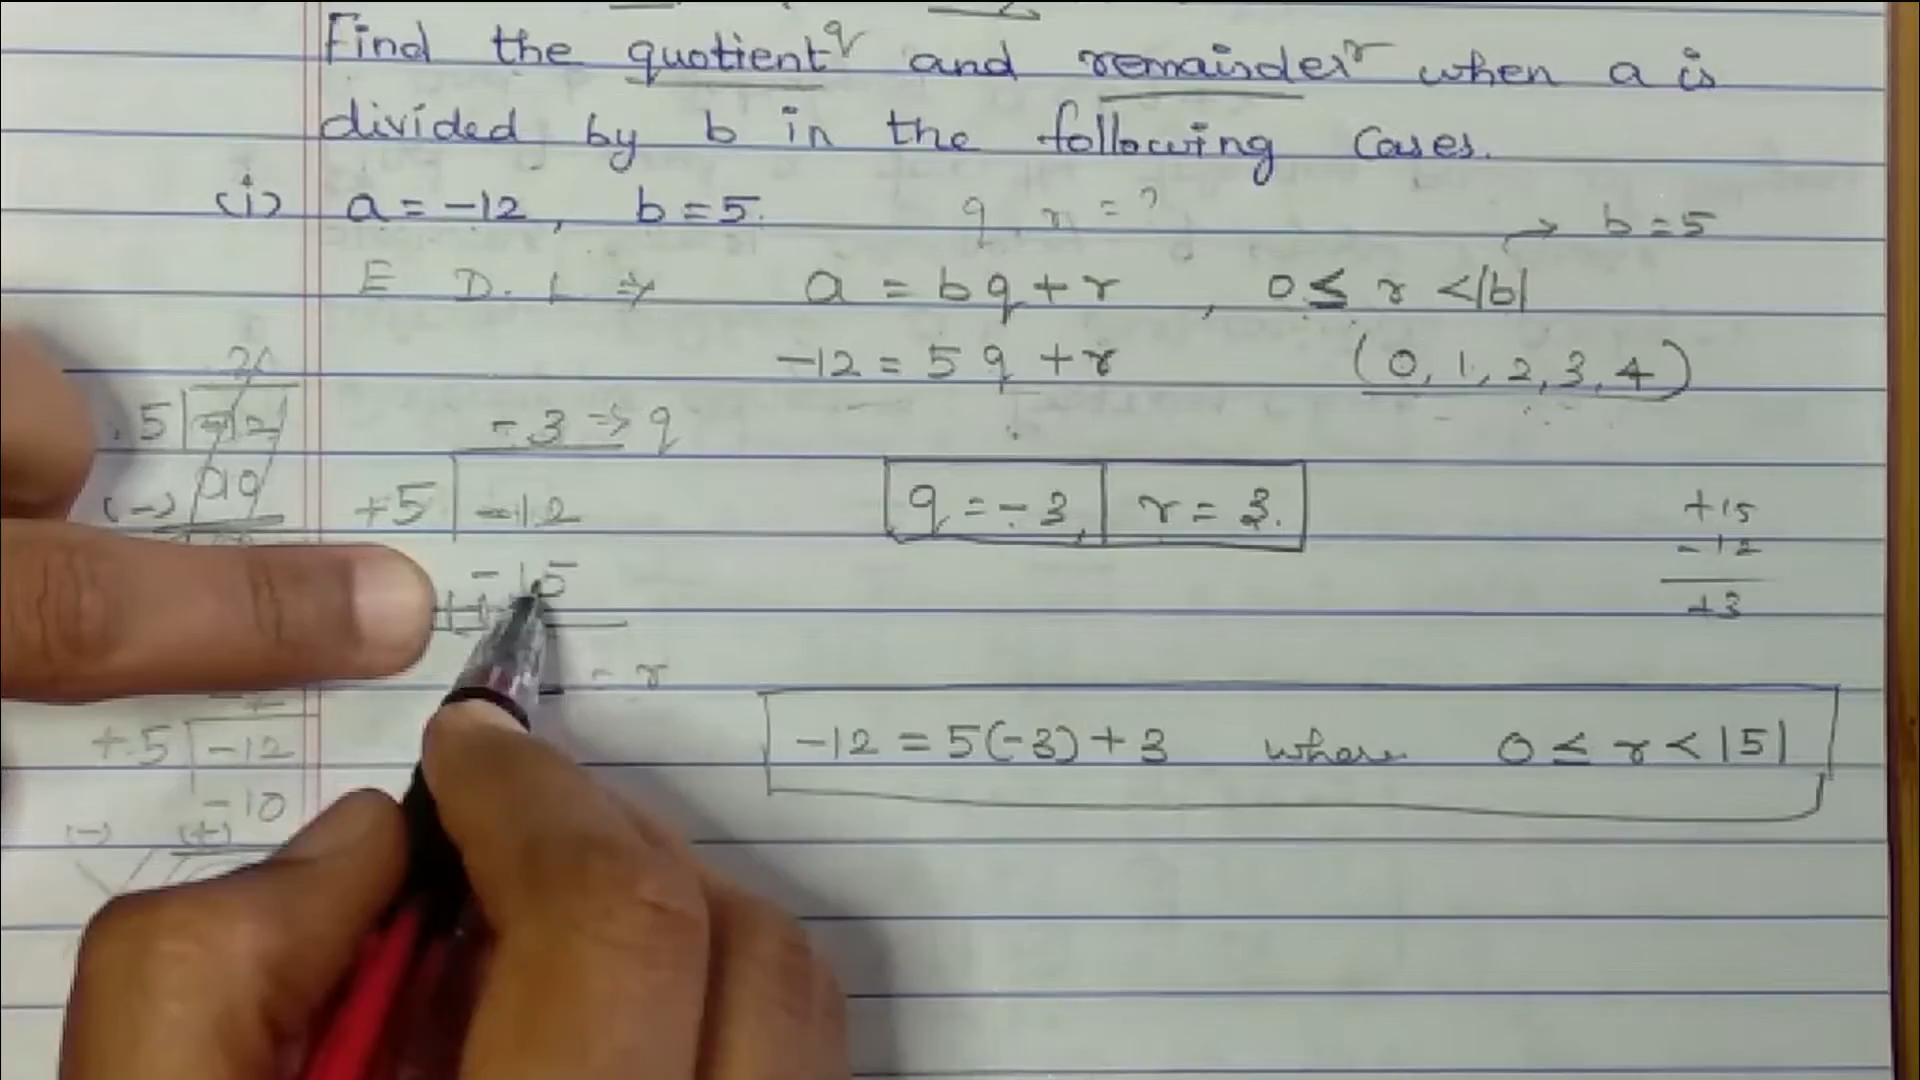 Find the quotient q and remainder r when a is
divided by b in the following Cases.
(i) a = -12, b = 5. q, r = ?
→ b = 5
E D. L ⇒ a = bq + r, 0 ≤ r < |b|
-12 = 5q + r (0, 1, 2, 3, 4)
-3 → q
+5 -12
-15
- r
q = -3, r = 3.
+15
-12
+3
-12 = 5(-3) + 3 where 0 ≤ r < |5|
5 -12
(-)
+5 -12
-10
(-) (+)